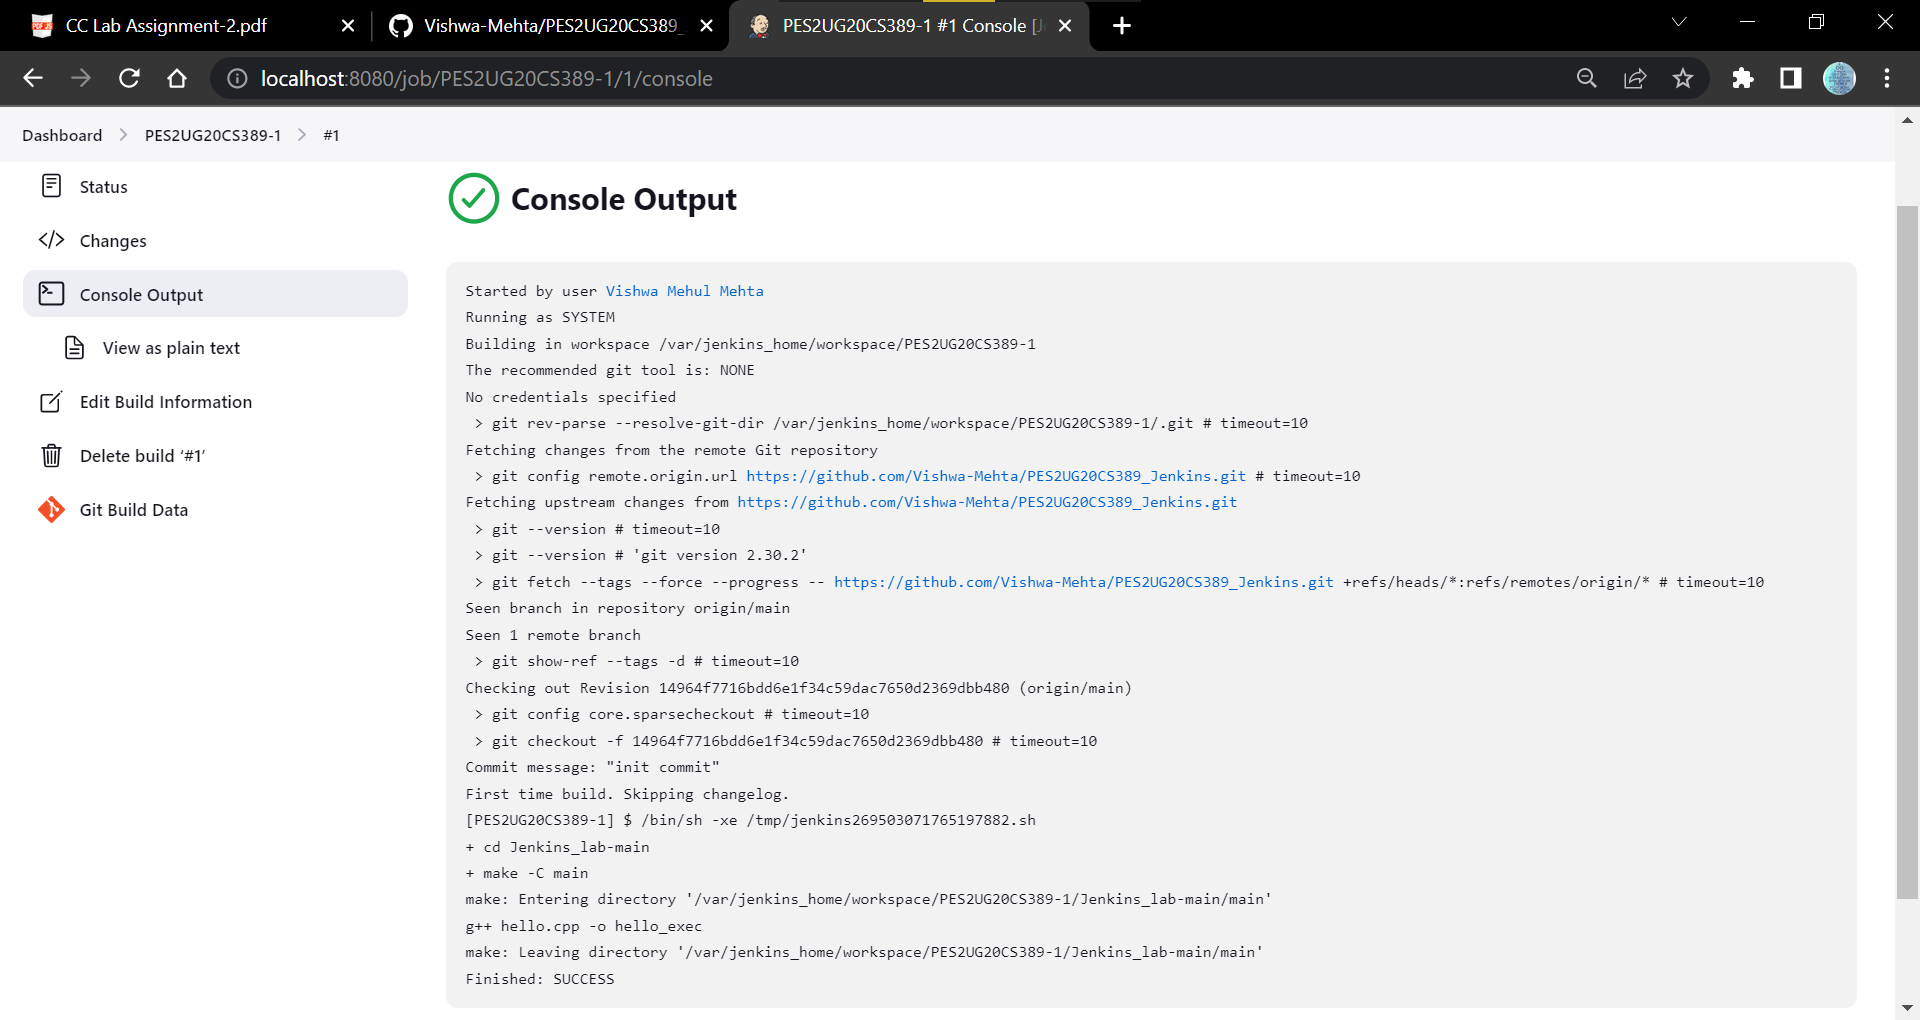 CC Lab Assignment-2.pdf
Vishwa-Mehta/PES2UG20CS389_
PES2UG20CS389-1 #1 Console [J
localhost:8080/job/PES2UG20CS389-1/1/console
Dashboard > PES2UG20CS389-1 > #1
Status
Changes
Console Output
View as plain text
Edit Build Information
Delete build ‘#1’
Git Build Data
Console Output
Started by user Vishwa Mehul Mehta
Running as SYSTEM
Building in workspace /var/jenkins_home/workspace/PES2UG20CS389-1
The recommended git tool is: NONE
No credentials specified
> git rev-parse --resolve-git-dir /var/jenkins_home/workspace/PES2UG20CS389-1/.git # timeout=10
Fetching changes from the remote Git repository
> git config remote.origin.url https://github.com/Vishwa-Mehta/PES2UG20CS389_Jenkins.git # timeout=10
Fetching upstream changes from https://github.com/Vishwa-Mehta/PES2UG20CS389_Jenkins.git
> git --version # timeout=10
> git --version # 'git version 2.30.2'
> git fetch --tags --force --progress -- https://github.com/Vishwa-Mehta/PES2UG20CS389_Jenkins.git +refs/heads/*:refs/remotes/origin/* # timeout=10
Seen branch in repository origin/main
Seen 1 remote branch
> git show-ref --tags -d # timeout=10
Checking out Revision 14964f7716bdd6e1f34c59dac7650d2369dbb480 (origin/main)
> git config core.sparsecheckout # timeout=10
> git checkout -f 14964f7716bdd6e1f34c59dac7650d2369dbb480 # timeout=10
Commit message: "init commit"
First time build. Skipping changelog.
[PES2UG20CS389-1] $ /bin/sh -xe /tmp/jenkins269503071765197882.sh
+ cd Jenkins_lab-main
+ make -C main
make: Entering directory '/var/jenkins_home/workspace/PES2UG20CS389-1/Jenkins_lab-main/main'
g++ hello.cpp -o hello_exec
make: Leaving directory '/var/jenkins_home/workspace/PES2UG20CS389-1/Jenkins_lab-main/main'
Finished: SUCCESS